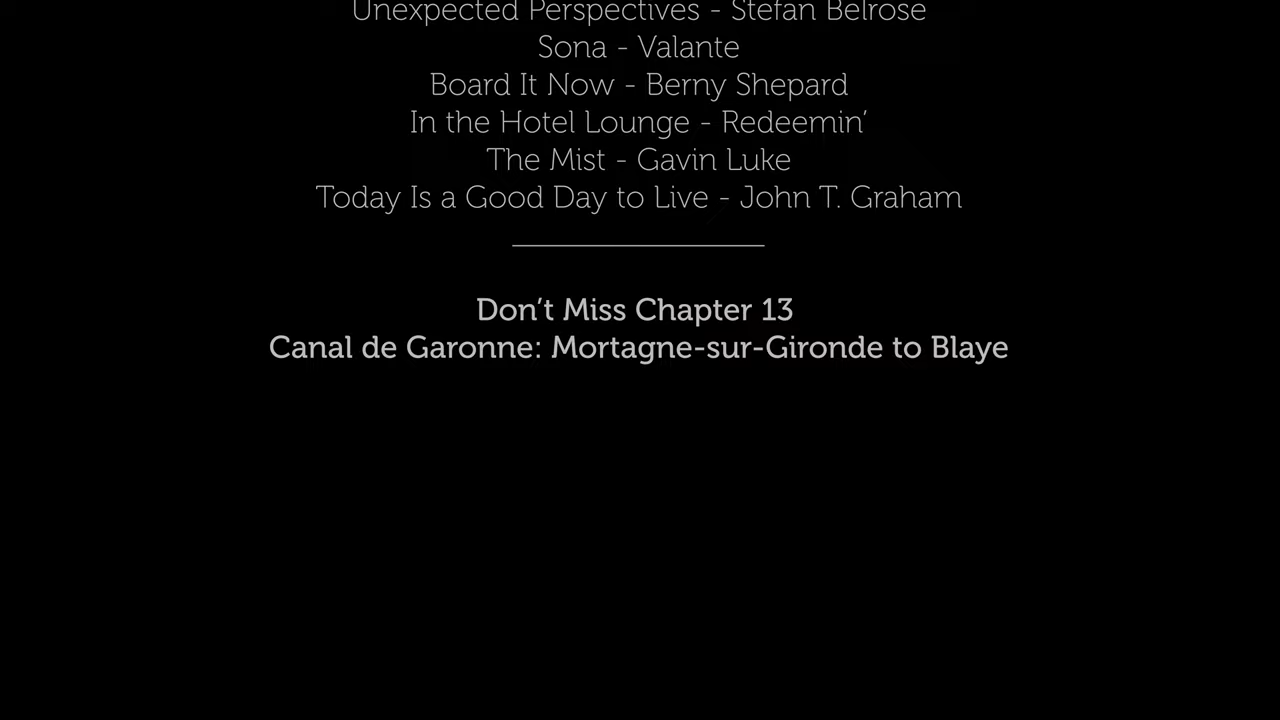 Unexpected Perspectives - Stefan Belrose
Sona - Valante
Board It Now - Berny Shepard
In the Hotel Lounge - Redeemin’
The Mist - Gavin Luke
Today Is a Good Day to Live - John T. Graham
Don’t Miss Chapter 13
Canal de Garonne: Mortagne-sur-Gironde to Blaye